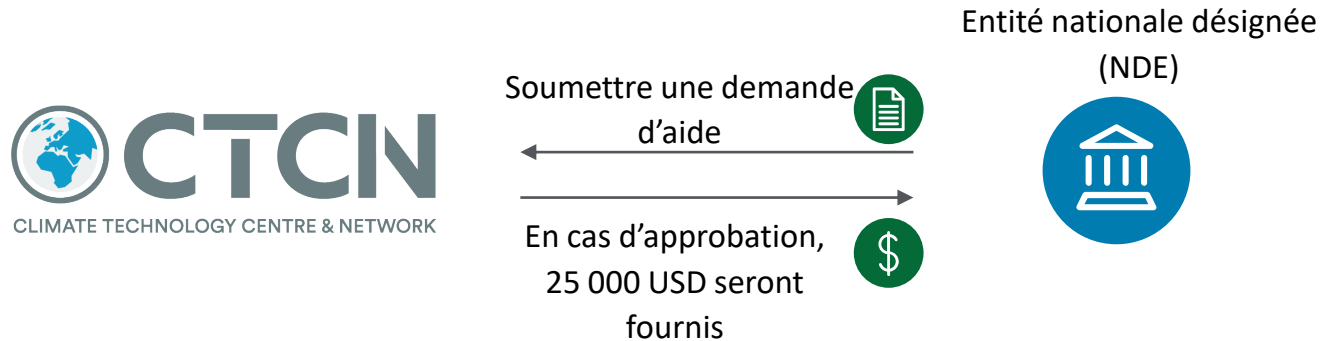 Entité nationale désignée
(NDE)
Soumettre une demande
d’aide
CTCN
CLIMATE TECHNOLOGY CENTRE & NETWORK
En cas d’approbation,
25 000 USD seront
fournis
$